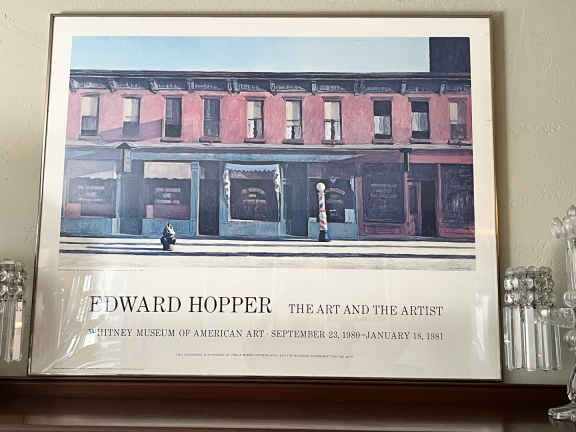 EDWARD HOPPER THE ART AND THE ARTIST
WHITNEY MUSEUM OF AMERICAN ART · SEPTEMBER 23, 1980–JANUARY 18, 1981